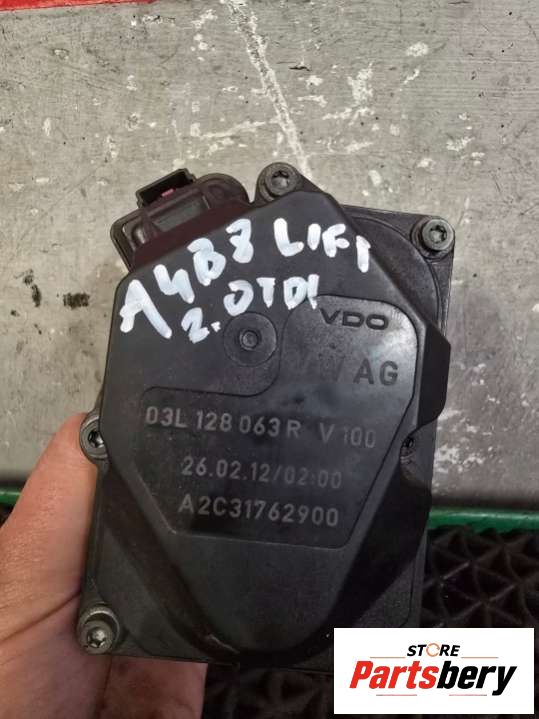 A4B8 LIFT
2.0TDI
VDO
VW AG
03L 128 063 R V100
26.02.12/02:00
A2C31762900
STORE
Partsbery